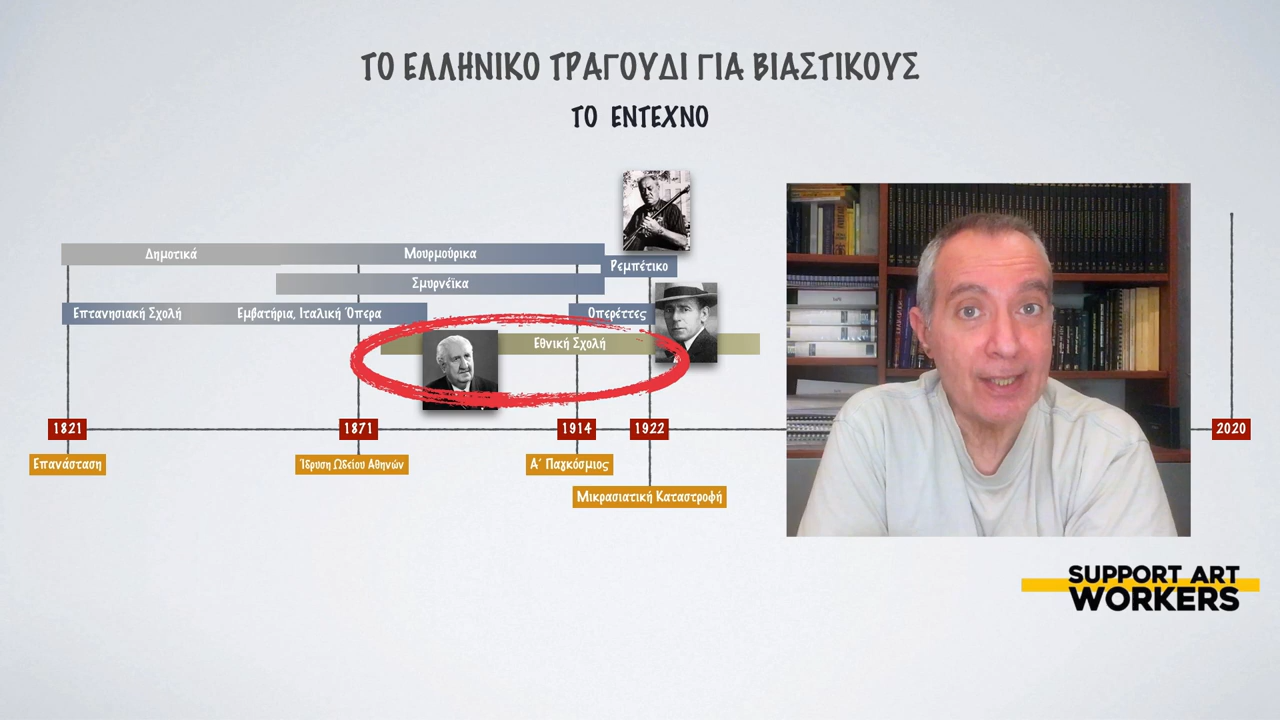 ΤΟ ΕΛΛΗΝΙΚΟ ΤΡΑΓΟΥΔΙ ΓΙΑ ΒΙΑΣΤΙΚΟΥΣ
ΤΟ ΕΝΤΕΧΝΟ
Δημοτικά
Μουρμούρικα
Ρεμπέτικο
Σμυρνέϊκα
Επτανησιακή Σχολή
Εμβατήρια, Ιταλική Όπερα
Οπερέττες
Εθνική Σχολή
1821
1871
1914
1922
2020
Επανάσταση
Ίδρυση Ωδείου Αθηνών
Α΄ Παγκόσμιος
Μικρασιατική Καταστροφή
SUPPORT ART
WORKERS